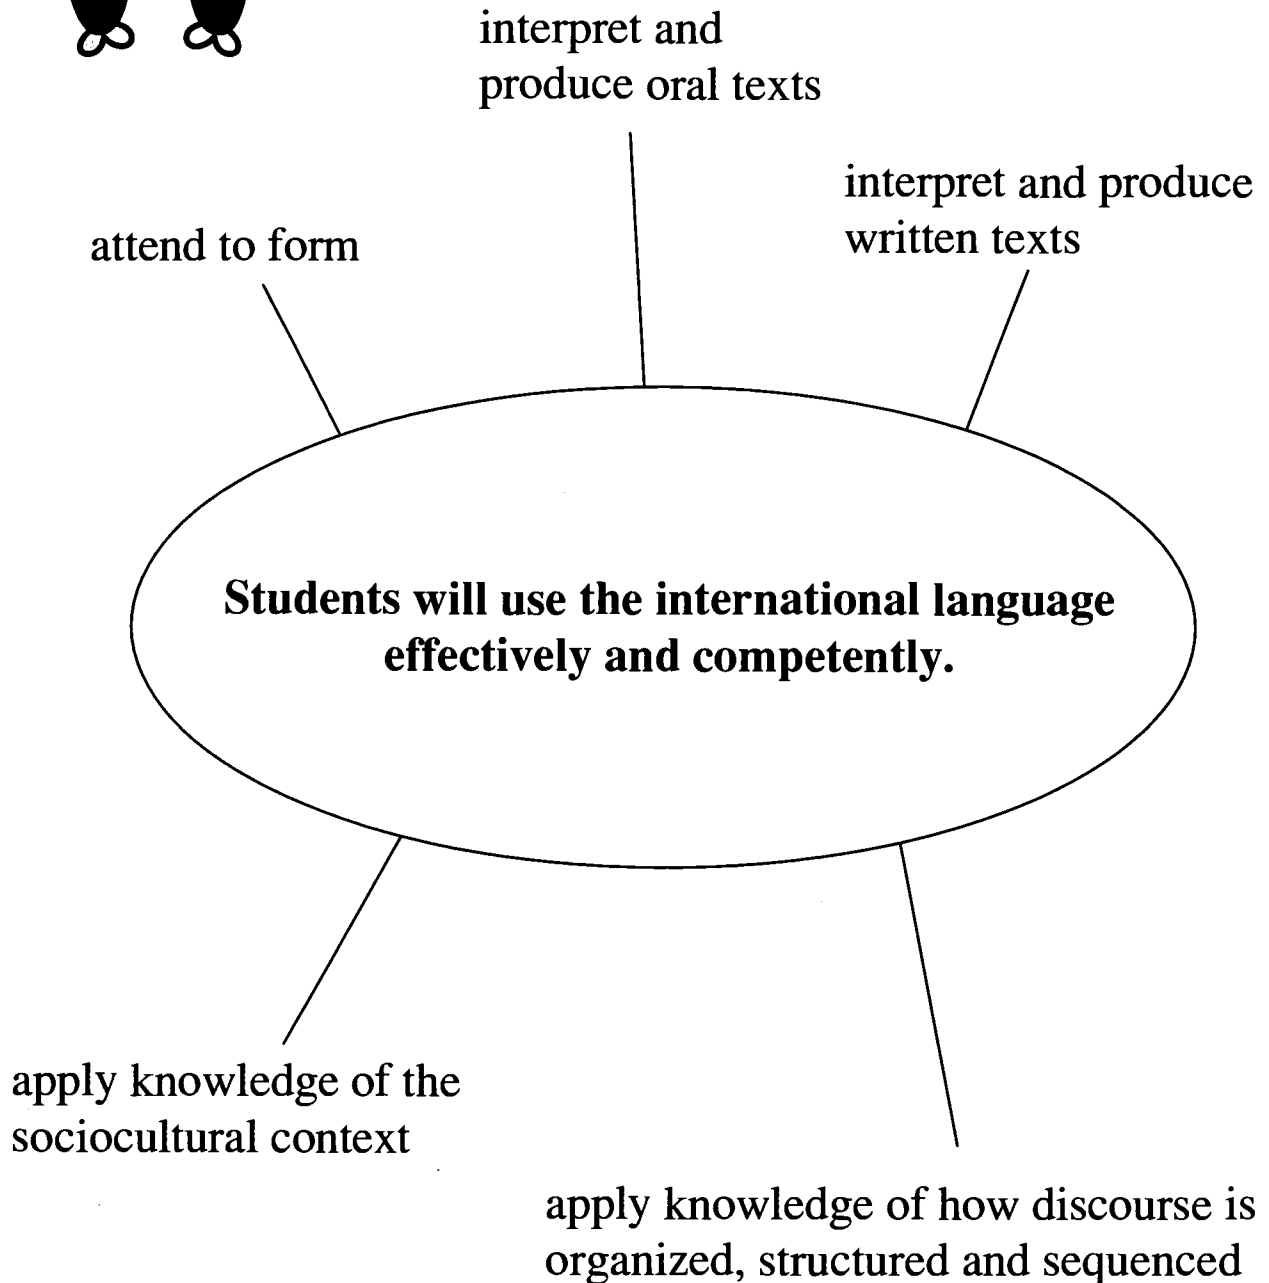 interpret and
produce oral texts
interpret and produce
written texts
attend to form
Students will use the international language
effectively and competently.
apply knowledge of the
sociocultural context
apply knowledge of how discourse is
organized, structured and sequenced